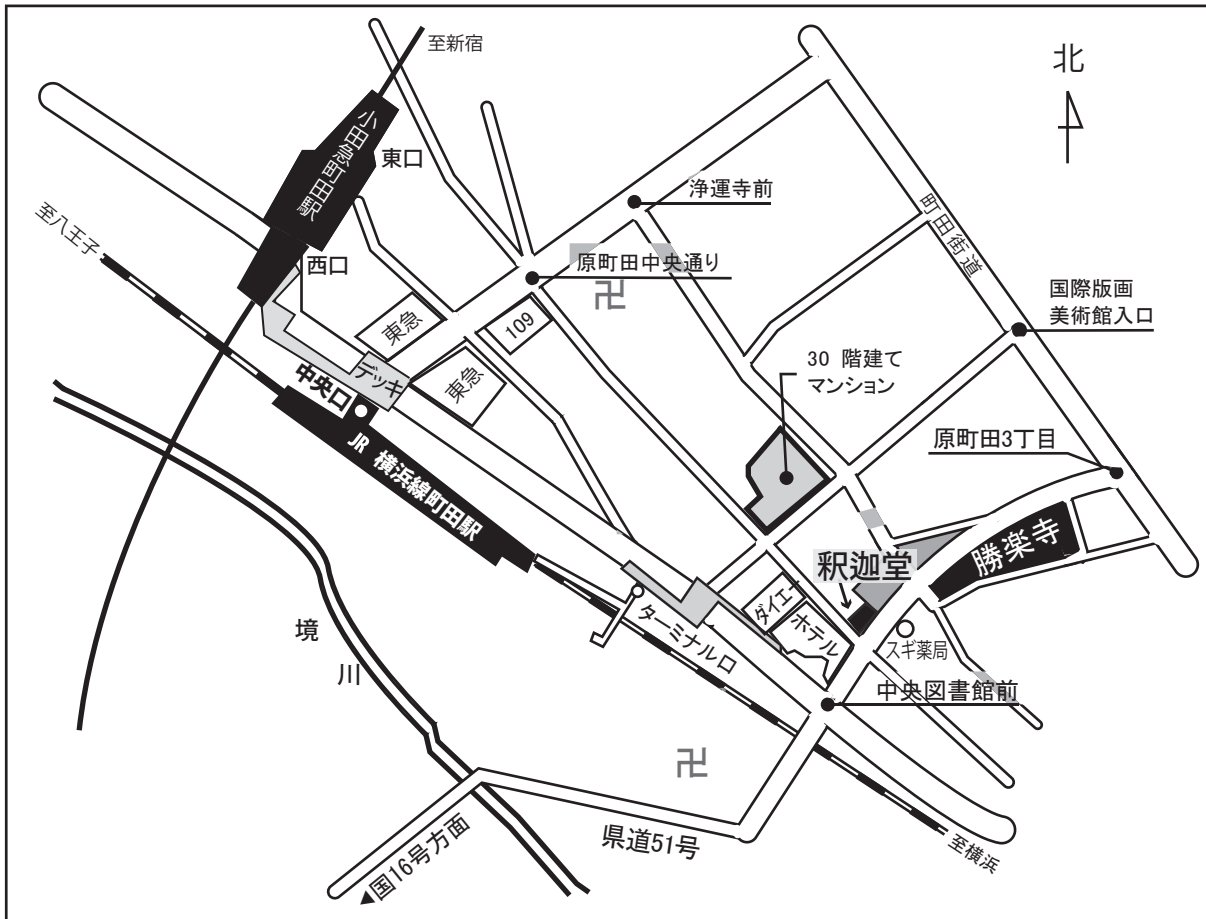 至新宿
北
小田急町田駅
東口
浄運寺前
町田街道
至八王子
西口
原町田中央通り
卍
国際版画
美術館入口
東急
109
30 階建て
マンション
デッキ
東急
中央口
原町田3丁目
JR 横浜線町田駅
勝楽寺
釈迦堂
ダイエー
ホテル
ターミナル口
スギ薬局
境川
中央図書館前
卍
県道51号
至横浜
◀国16号方面